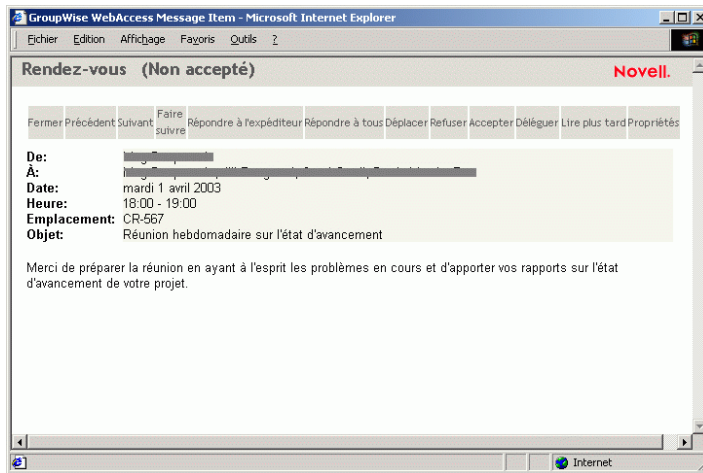 GroupWise WebAccess Message Item - Microsoft Internet Explorer
Fichier Edition Affichage Favoris Outils ?
Rendez-vous (Non accepté)
Novell.
Fermer Précédent Suivant Faire suivre Répondre à l'expéditeur Répondre à tous Déplacer Refuser Accepter Déléguer Lire plus tard Propriétés
De:
À:
Date: mardi 1 avril 2003
Heure: 18:00 - 19:00
Emplacement: CR-567
Objet: Réunion hebdomadaire sur l'état d'avancement
Merci de préparer la réunion en ayant à l'esprit les problèmes en cours et d'apporter vos rapports sur l'état
d'avancement de votre projet.
Internet